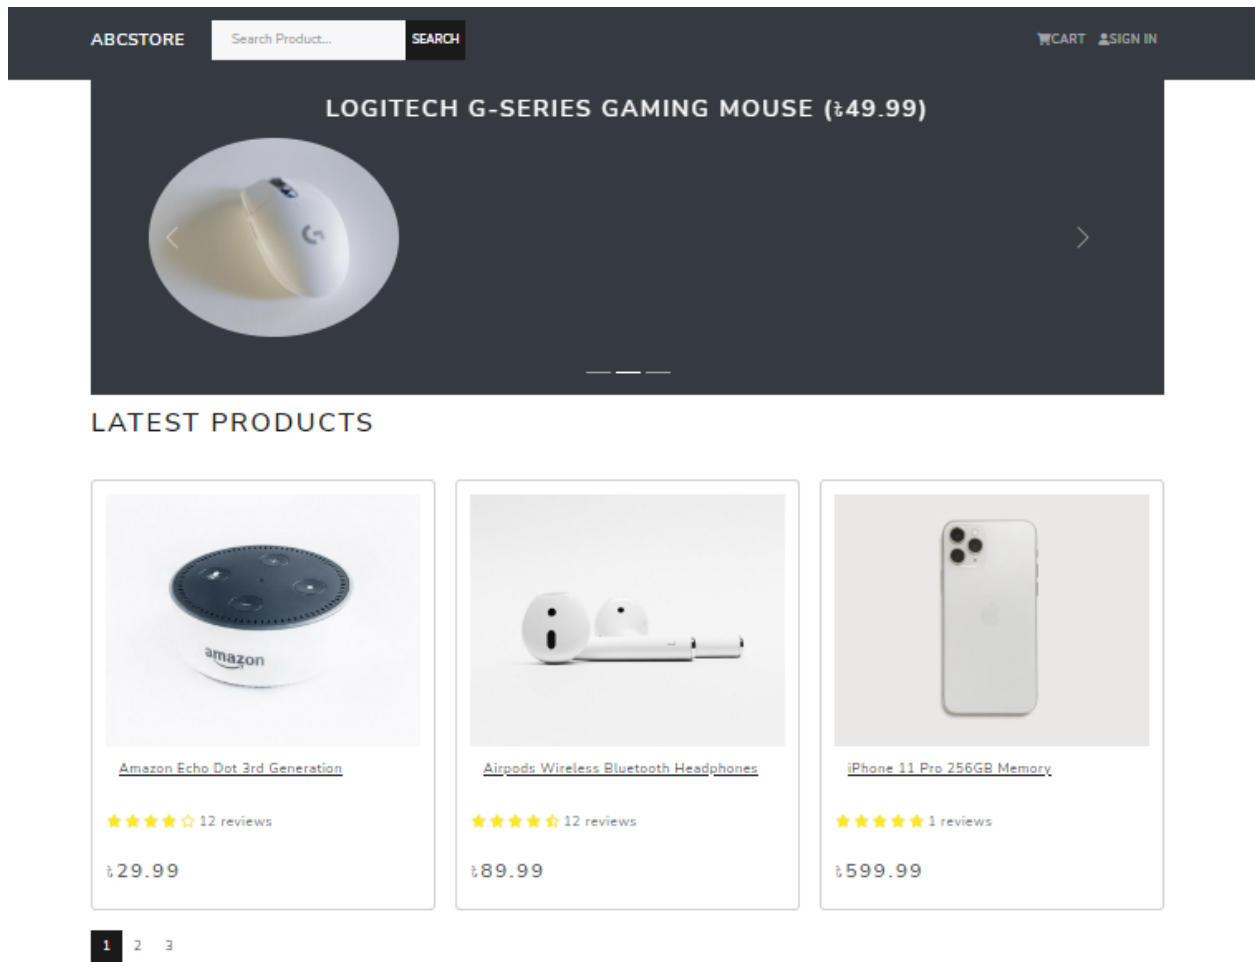 ABCSTORE Search Product... SEARCH CART SIGN IN
LOGITECH G-SERIES GAMING MOUSE (৳49.99)
LATEST PRODUCTS
amazon
Amazon Echo Dot 3rd Generation
12 reviews
৳29.99
Airpods Wireless Bluetooth Headphones
12 reviews
৳89.99
iPhone 11 Pro 256GB Memory
1 reviews
৳599.99
1 2 3